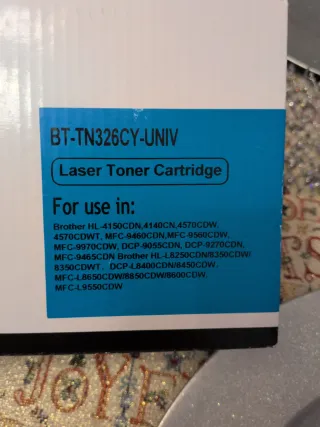 BT-TN326CY-UNIV
Laser Toner Cartridge
For use in:
Brother HL-4150CDN,4140CN,4570CDW,
4570CDWT, MFC-9460CDN,MFC-9560CDW,
MFC-9970CDW, DCP-9055CDN, DCP-9270CDN,
MFC-9465CDN Brother HL-L8250CDN/8350CDW/
8350CDWT, DCP-L8400CDN/8450CDW,
MFC-L8650CDW/8850CDW/8600CDW,
MFC-L9550CDW
JOYE